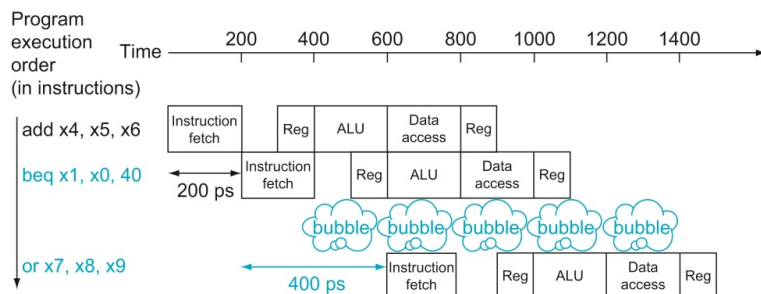 Program
execution
order
(in instructions)
Time
200 400 600 800 1000 1200 1400
add x4, x5, x6
Instruction
fetch
Reg
ALU
Data
access
Reg
beq x1, x0, 40
200 ps
Instruction
fetch
Reg
ALU
Data
access
Reg
bubble bubble bubble bubble bubble
or x7, x8, x9
400 ps
Instruction
fetch
Reg
ALU
Data
access
Reg